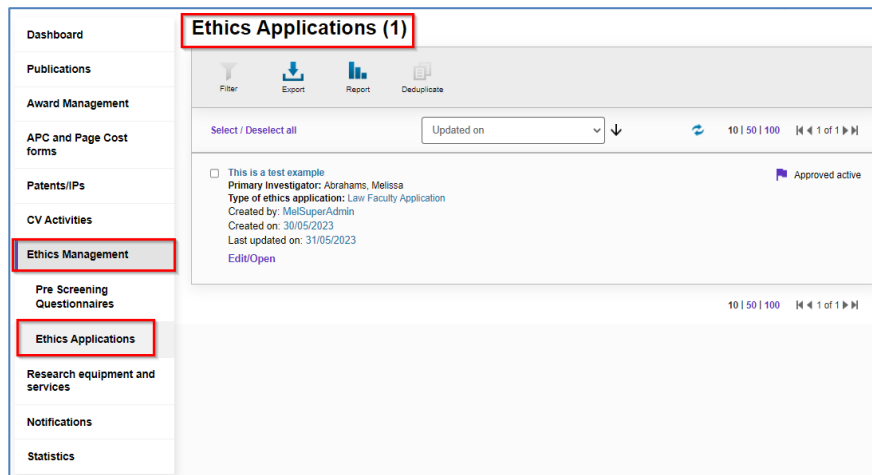 Dashboard
Publications
Award Management
APC and Page Cost
forms
Patents/IPs
CV Activities
Ethics Management
Pre Screening
Questionnaires
Ethics Applications
Research equipment and
services
Notifications
Statistics
Ethics Applications (1)
Filter
Export
Report
Deduplicate
Select / Deselect all
Updated on
10 | 50 | 100
1 of 1
This is a test example
Approved active
Primary Investigator: Abrahams, Melissa
Type of ethics application: Law Faculty Application
Created by: MelSuperAdmin
Created on: 30/05/2023
Last updated on: 31/05/2023
Edit/Open
10 | 50 | 100
1 of 1